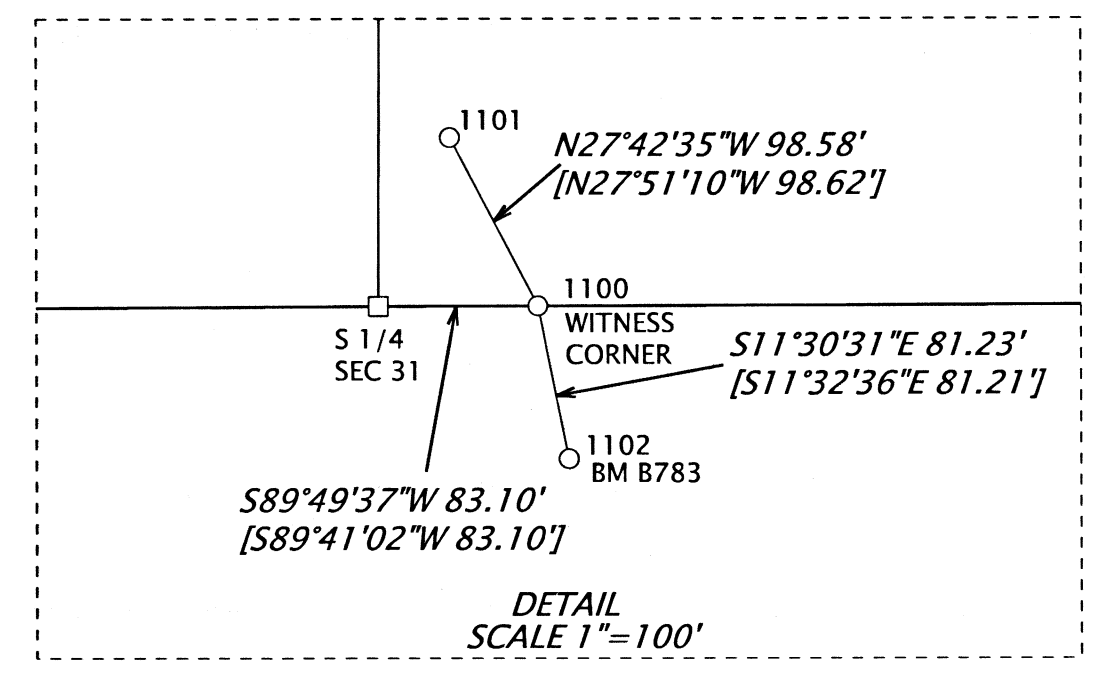 1101
N27°42'35"W 98.58'
[N27°51'10"W 98.62']
1100
WITNESS
CORNER
S 1/4
SEC 31
S11°30'31"E 81.23'
[S11°32'36"E 81.21']
1102
BM B783
S89°49'37"W 83.10'
[S89°41'02"W 83.10']
DETAIL
SCALE 1"=100'